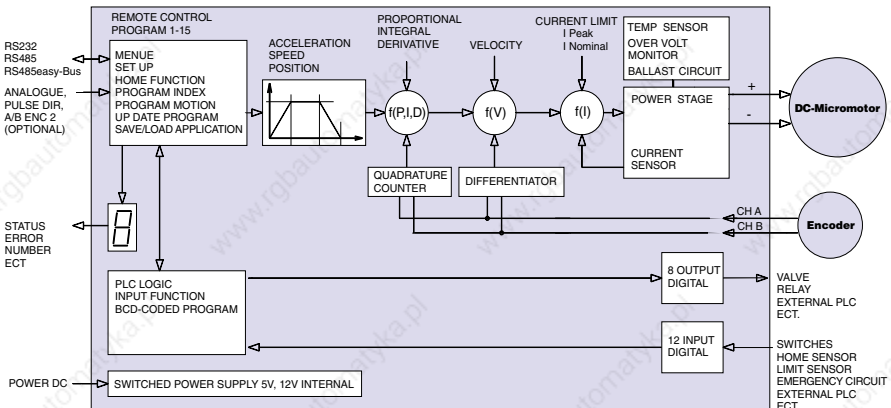 REMOTE CONTROL
PROGRAM 1-15
RS232
RS485
RS485easy-Bus
ANALOGUE,
PULSE DIR,
A/B ENC 2
(OPTIONAL)
MENUE
SET UP
HOME FUNCTION
PROGRAM INDEX
PROGRAM MOTION
UP DATE PROGRAM
SAVE/LOAD APPLICATION
ACCELERATION
SPEED
POSITION
PROPORTIONAL
INTEGRAL
DERIVATIVE
f(P,I,D)
VELOCITY
f(V)
CURRENT LIMIT
I Peak
I Nominal
f(I)
TEMP SENSOR
OVER VOLT
MONITOR
BALLAST CIRCUIT
POWER STAGE
CURRENT
SENSOR
+
-
DC-Micromotor
QUADRATURE
COUNTER
DIFFERENTIATOR
CH A
CH B
Encoder
STATUS
ERROR
NUMBER
ECT
8
PLC LOGIC
INPUT FUNCTION
BCD-CODED PROGRAM
8 OUTPUT
DIGITAL
VALVE
RELAY
EXTERNAL PLC
ECT.
12 INPUT
DIGITAL
SWITCHES
HOME SENSOR
LIMIT SENSOR
EMERGENCY CIRCUIT
EXTERNAL PLC
ECT
POWER DC
SWITCHED POWER SUPPLY 5V, 12V INTERNAL
www.rgbautomatyka.pl